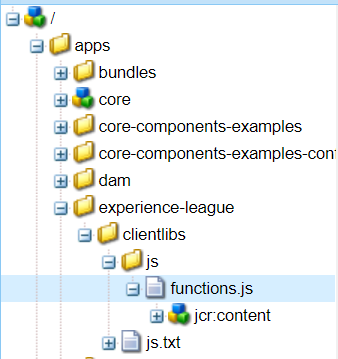 /
apps
bundles
core
core-components-examples
core-components-examples-con
dam
experience-league
clientlibs
js
functions.js
jcr:content
js.txt